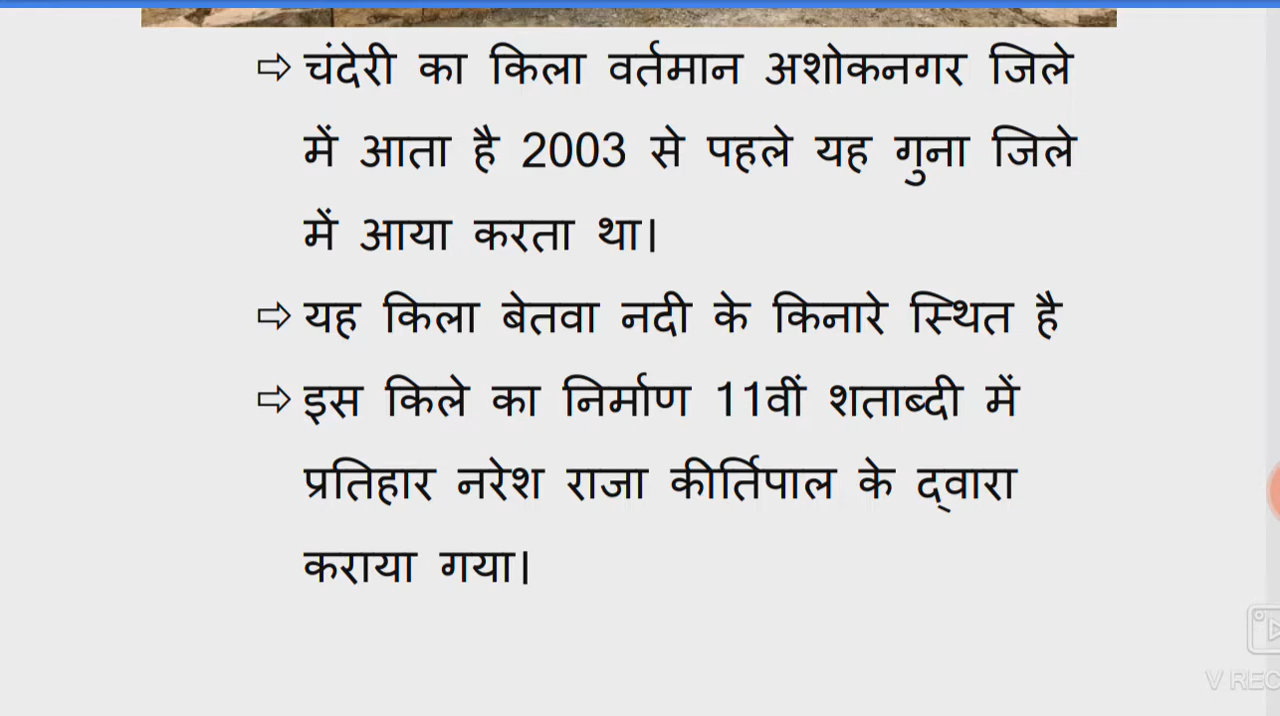 ⇨ चंदेरी का किला वर्तमान अशोकनगर जिले
में आता है 2003 से पहले यह गुना जिले
में आया करता था।
⇨ यह किला बेतवा नदी के किनारे स्थित है
⇨ इस किले का निर्माण 11वीं शताब्दी में
प्रतिहार नरेश राजा कीर्तिपाल के द्‌वारा
कराया गया।
V REC